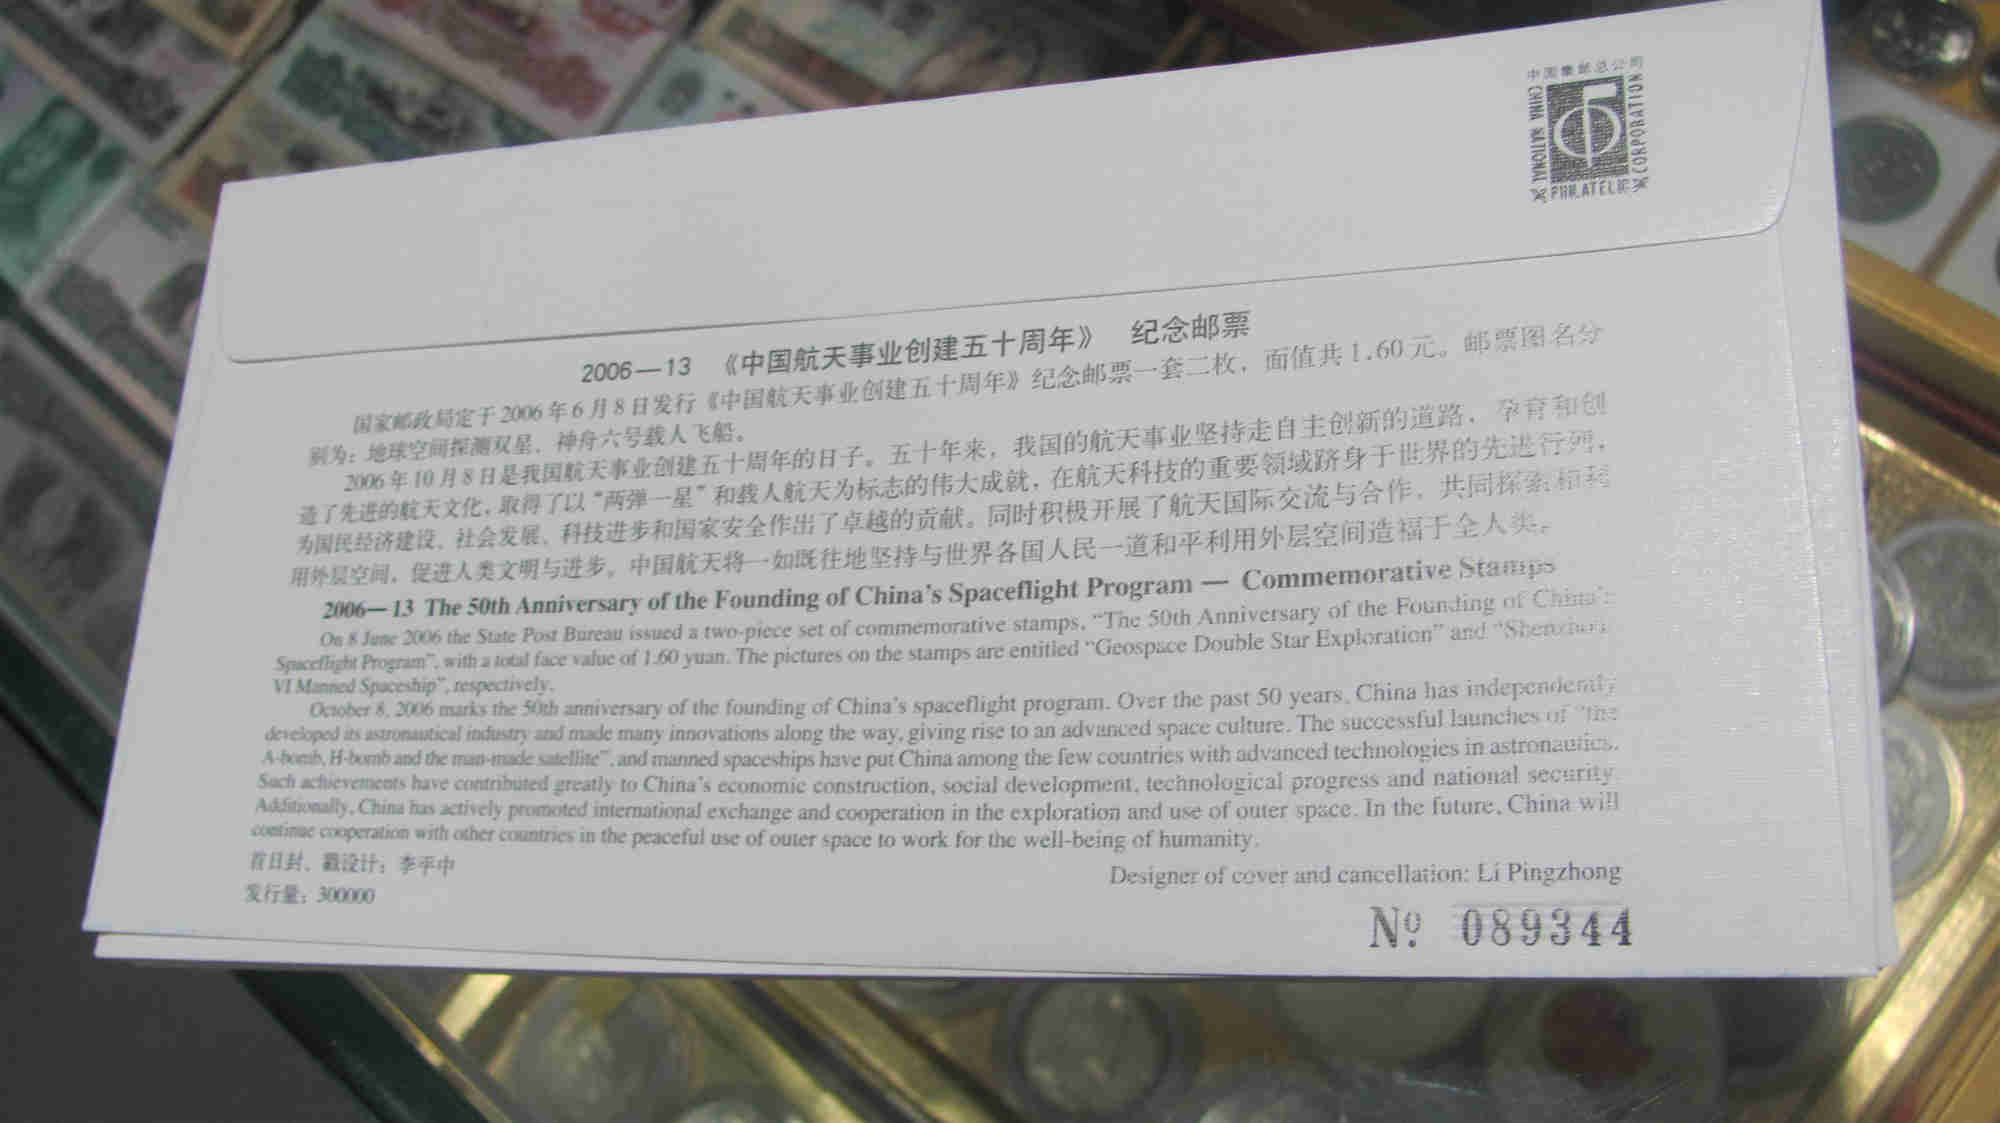 中国集邮总公司
CHINA NATIONAL
PHILATELIC
CORPORATION
2006—13 《中国航天事业创建五十周年》 纪念邮票
国家邮政局定于2006年6月8日发行《中国航天事业创建五十周年》纪念邮票一套二枚，面值共1.60元。邮票图名分
别为：地球空间探测双星、神舟六号载人飞船。
2006年10月8日是我国航天事业创建五十周年的日子。五十年来，我国的航天事业坚持走自主创新的道路，孕育和创
造了先进的航天文化，取得了以“两弹一星”和载人航天为标志的伟大成就，在航天科技的重要领域跻身于世界的先进行列，
为国民经济建设、社会发展、科技进步和国家安全作出了卓越的贡献。同时积极开展了航天国际交流与合作，共同探索和利
用外层空间，促进人类文明与进步。中国航天将一如既往地坚持与世界各国人民一道和平利用外层空间造福于全人类。
2006—13 The 50th Anniversary of the Founding of China's Spaceflight Program — Commemorative Stamps
On 8 June 2006 the State Post Bureau issued a two-piece set of commemorative stamps, “The 50th Anniversary of the Founding of China's
Spaceflight Program”, with a total face value of 1.60 yuan. The pictures on the stamps are entitled “Geospace Double Star Exploration” and “Shenzhou
VI Manned Spaceship”, respectively.
October 8, 2006 marks the 50th anniversary of the founding of China's spaceflight program. Over the past 50 years, China has independently
developed its astronautical industry and made many innovations along the way, giving rise to an advanced space culture. The successful launches of “the
A-bomb, H-bomb and the man-made satellite”, and manned spaceships have put China among the few countries with advanced technologies in astronautics.
Such achievements have contributed greatly to China's economic construction, social development, technological progress and national security.
Additionally, China has actively promoted international exchange and cooperation in the exploration and use of outer space. In the future, China will
continue cooperation with other countries in the peaceful use of outer space to work for the well-being of humanity.
首日封、戳设计：李平中
Designer of cover and cancellation: Li Pingzhong
发行量：300000
Nº 089344